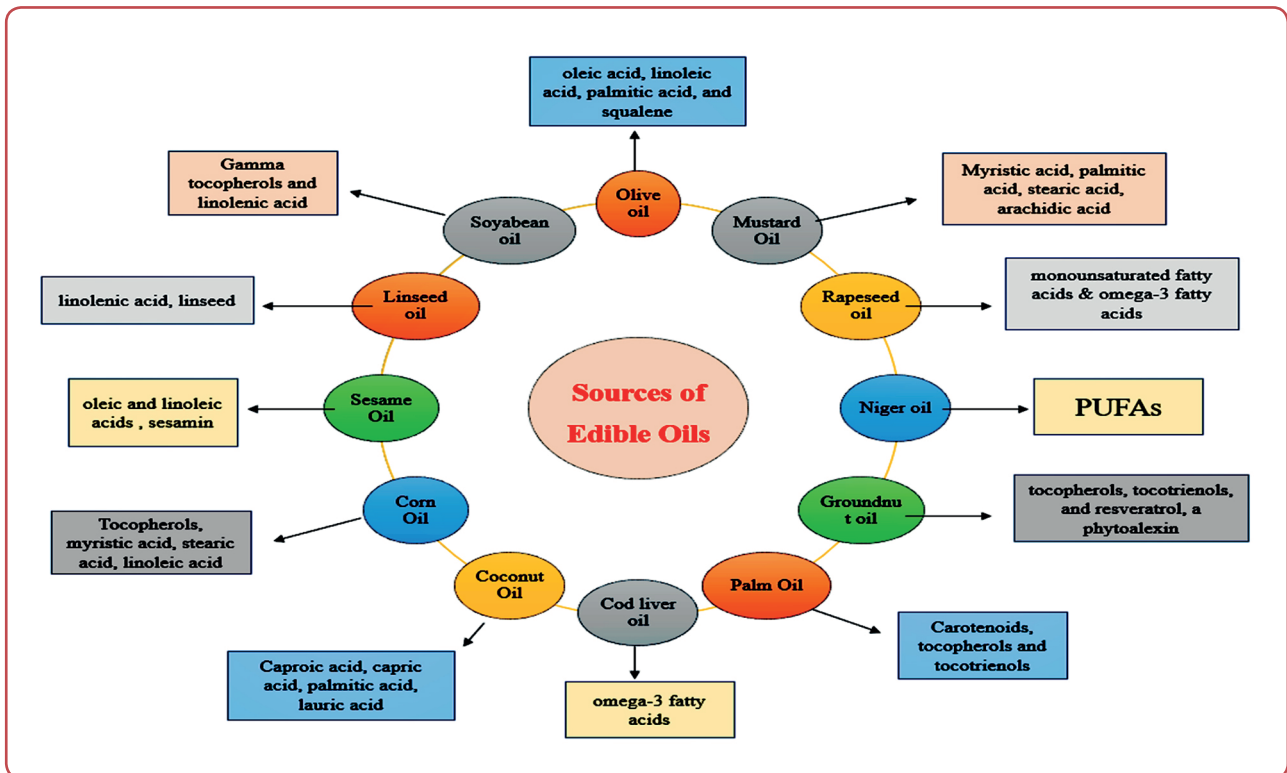 oleic acid, linoleic
acid, palmitic acid, and
squalene
Olive
oil
Myristic acid, palmitic
acid, stearic acid,
arachidic acid
Mustard
Oil
monounsaturated fatty
acids & omega-3 fatty
acids
Rapeseed
oil
PUFAs
Niger oil
tocopherols, tocotrienols,
and resveratrol, a
phytoalexin
Groundnu
t oil
Carotenoids,
tocopherols and
tocotrienols
Palm Oil
omega-3 fatty
acids
Cod liver
oil
Caproic acid, capric
acid, palmitic acid,
lauric acid
Coconut
Oil
Tocopherols,
myristic acid, stearic
acid, linoleic acid
Corn
Oil
oleic and linoleic
acids , sesamin
Sesame
Oil
linolenic acid, linseed
Linseed
oil
Gamma
tocopherols and
linolenic acid
Soyabean
oil
Sources of
Edible Oils